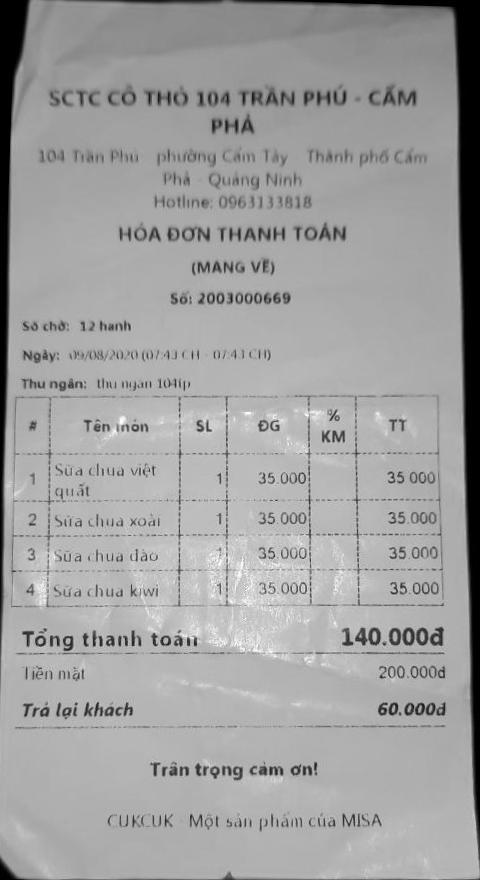 SCTC CÔ THỎ 104 TRẦN PHÚ - CẨM
PHẢ
104 Trần Phú - phường Cẩm Tây - Thành phố Cẩm
Phả - Quảng Ninh
Hotline: 0963133818
HÓA ĐƠN THANH TOÁN
(MANG VỀ)
Số: 2003000669
Số chờ: 12 hanh
Ngày: 09/08/2020 (07:43 CH - 07:43 CH)
Thu ngân: thu ngan 104tp
# Tên món SL ĐG % KM TT
1 Sữa chua việt quất 1 35.000 35.000
2 Sữa chua xoài 1 35.000 35.000
3 Sữa chua dào 1 35.000 35.000
4 Sữa chua kiwi 1 35.000 35.000
Tổng thanh toán 140.000đ
Tiền mặt 200.000đ
Trả lại khách 60.000đ
Trân trọng cảm ơn!
CUKCUK - Một sản phẩm của MISA